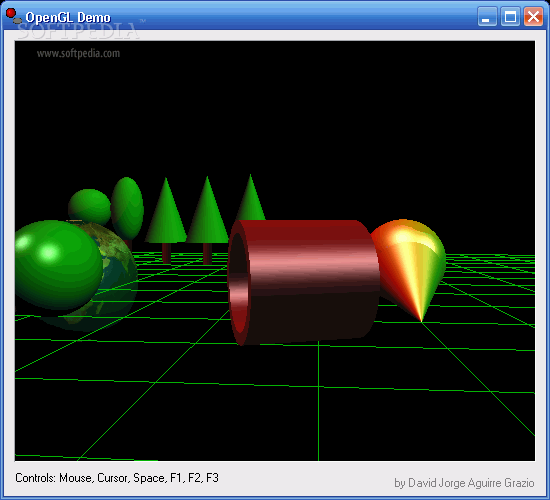 OpenGL Demo
SOFTPEDIA
www.softpedia.com
Controls: Mouse, Cursor, Space, F1, F2, F3
by David Jorge Aguirre Grazio